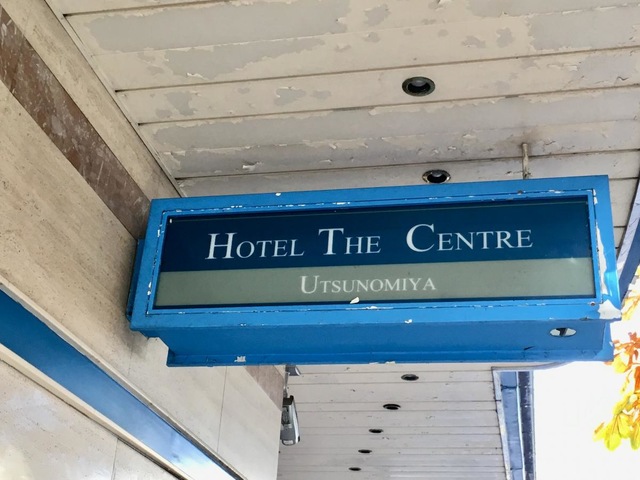 HOTEL THE CENTRE
UTSUNOMIYA